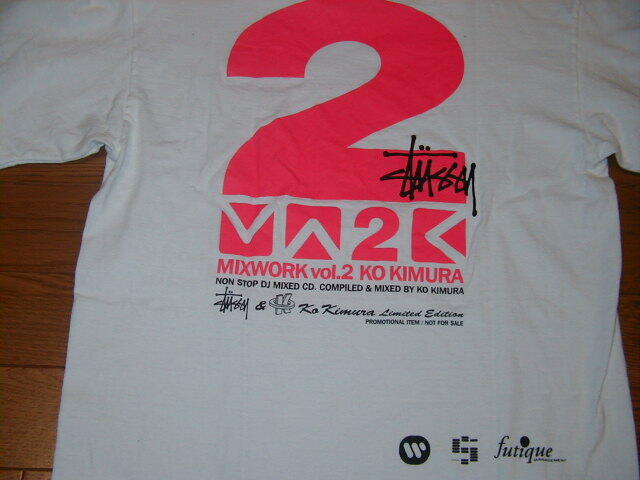 2
STÜSSY
MIXWORK vol.2 KO KIMURA
NON STOP DJ MIXED CD. COMPILED & MIXED BY KO KIMURA
STÜSSY & Ko Kimura Limited Edition
PROMOTIONAL ITEM / NOT FOR SALE
futique
MANAGEMENT